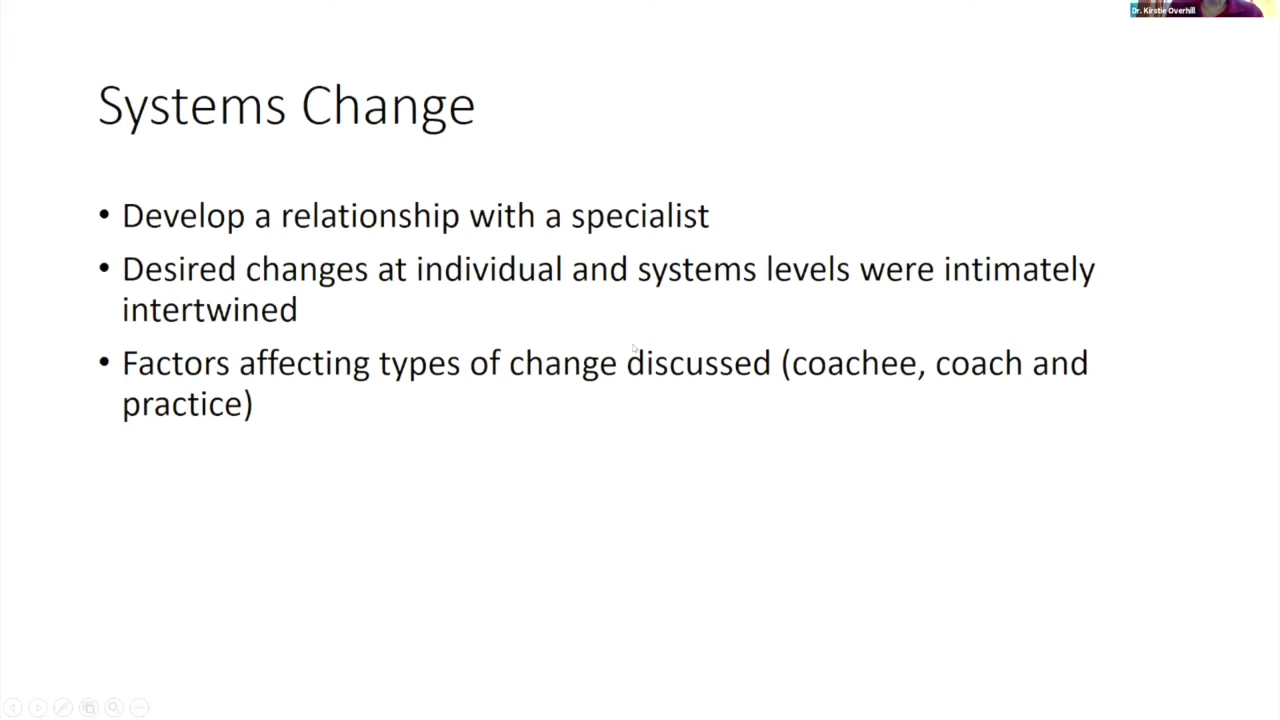 Dr. Kirstie Overhill
Systems Change
• Develop a relationship with a specialist
• Desired changes at individual and systems levels were intimately
intertwined
• Factors affecting types of change discussed (coachee, coach and
practice)